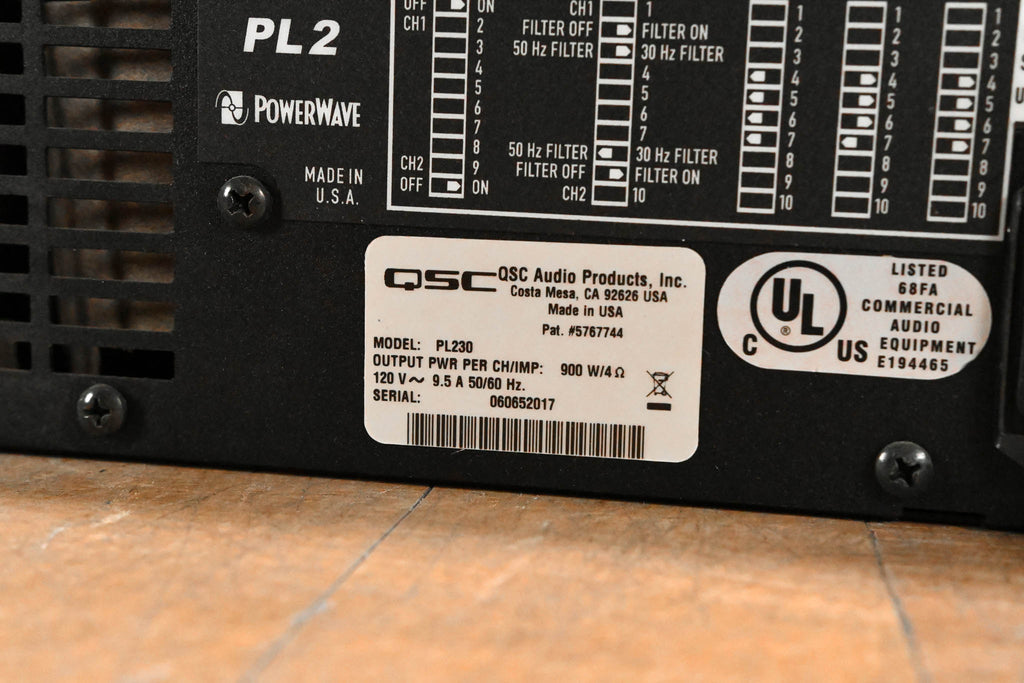 PL2
POWERWAVE
MADE IN
U.S.A.
OFF ON
CH1 2
3
4
5
6
7
8
CH2 9
OFF ON
CH1 1
FILTER OFF FILTER ON
50 Hz FILTER 30 Hz FILTER
4
5
6
7
50 Hz FILTER 30 Hz FILTER
FILTER OFF FILTER ON
CH2 10
1
2
3
4
5
6
7
8
9
10
1
2
3
4
5
6
7
8
9
10
1
2
3
4
5
6
7
8
9
10
QSC QSC Audio Products, Inc.
Costa Mesa, CA 92626 USA
Made in USA
Pat. #5767744
MODEL: PL230
OUTPUT PWR PER CH/IMP: 900 W/4 Ω
120 V~ 9.5 A 50/60 Hz.
SERIAL: 060652017
UL
®
C US
LISTED
68FA
COMMERCIAL
AUDIO
EQUIPMENT
E194465